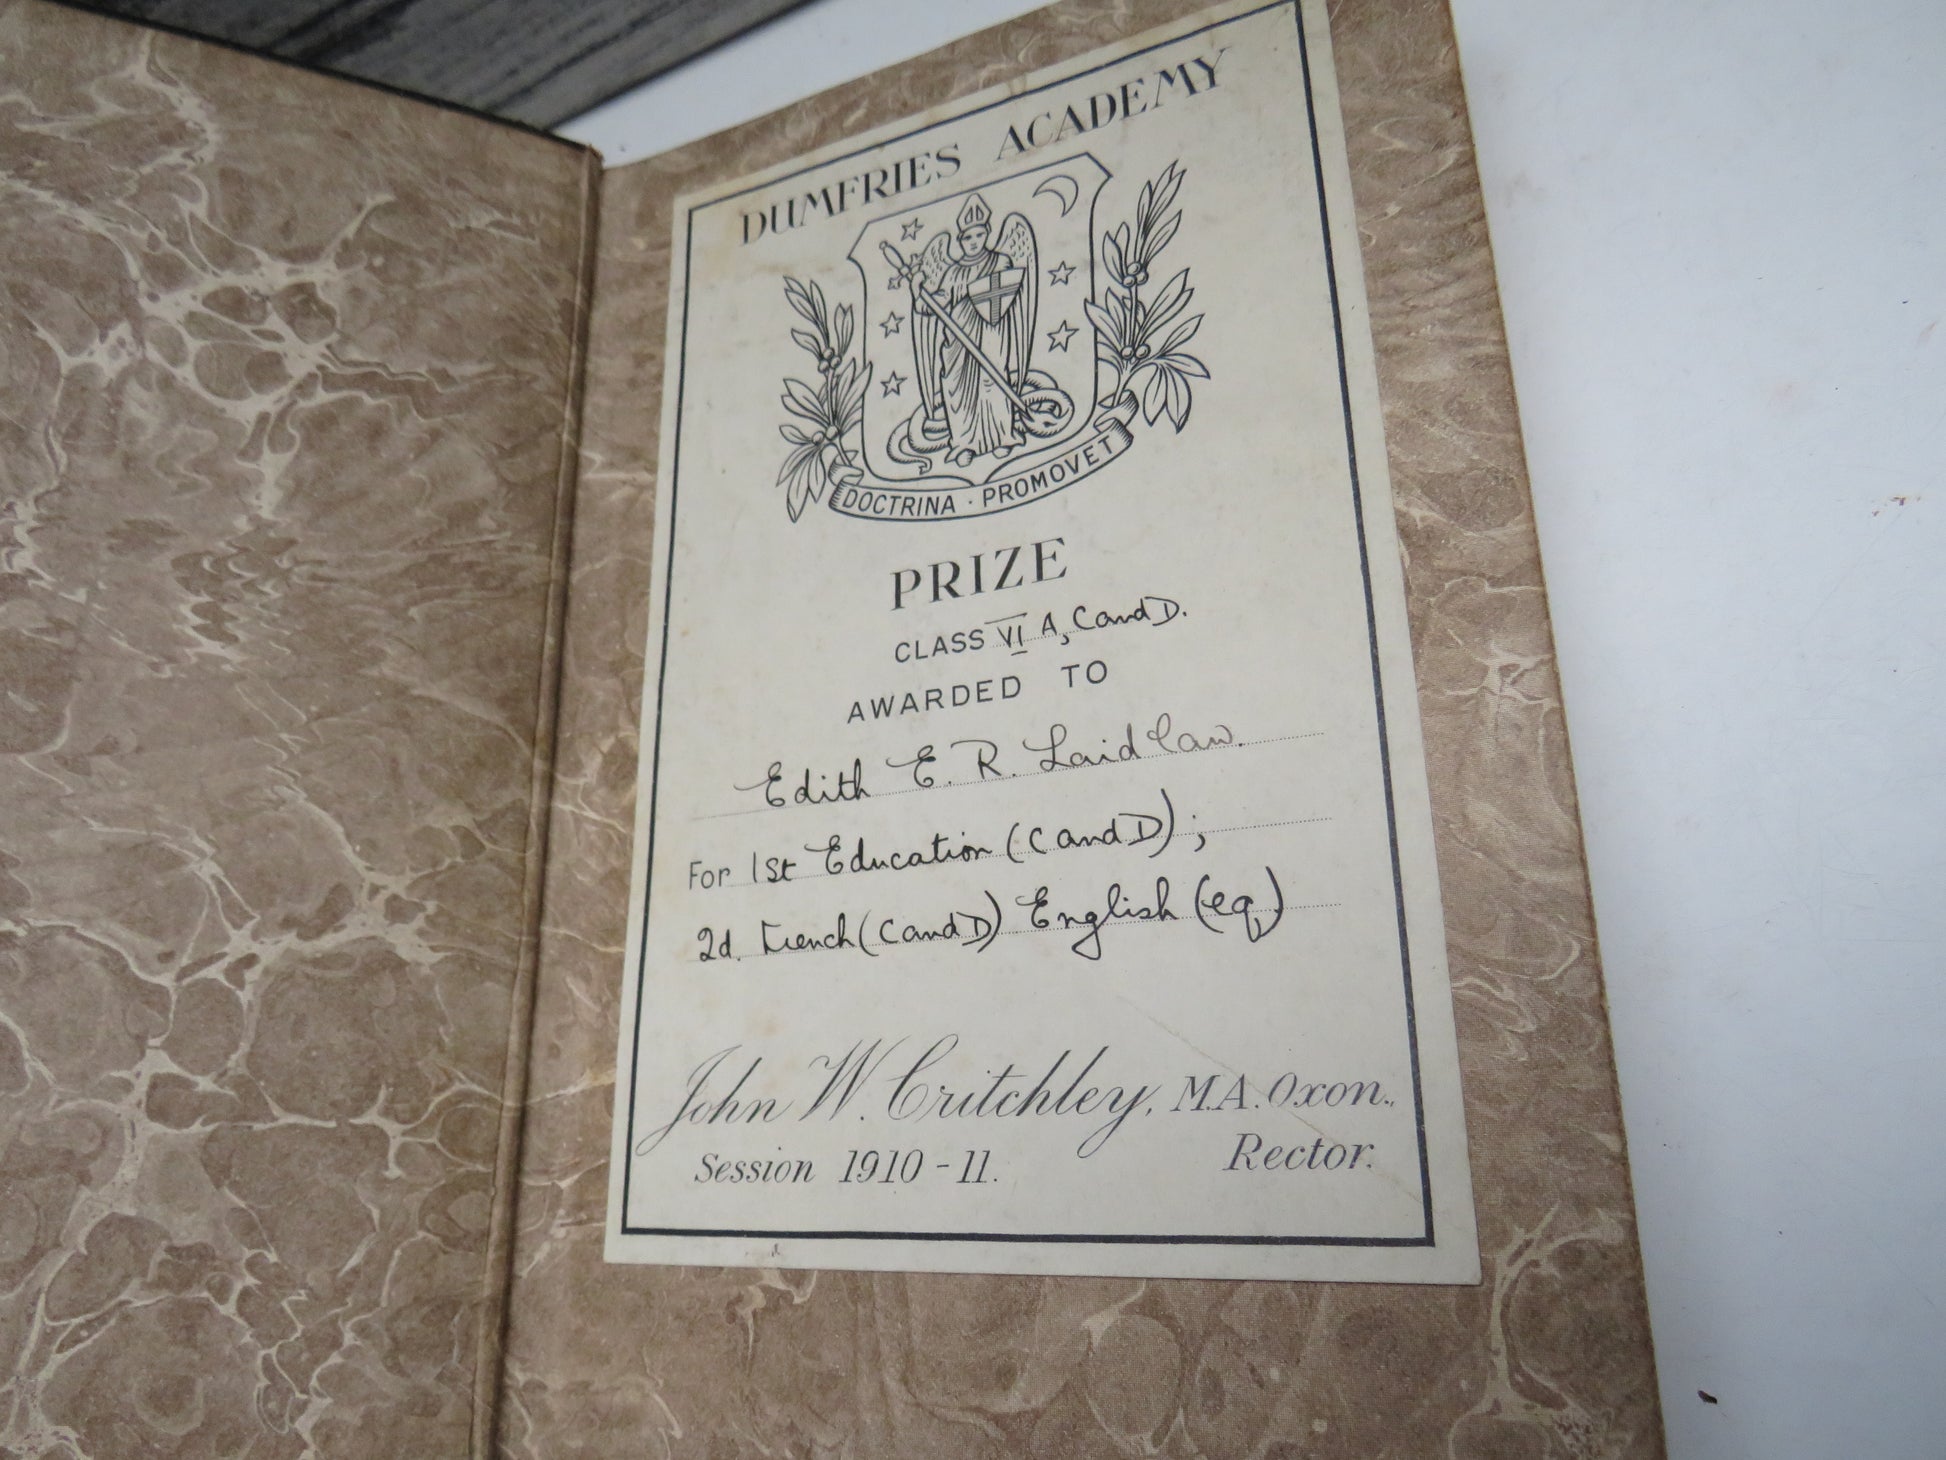 DUMFRIES ACADEMY
DOCTRINA · PROMOVET
PRIZE
CLASS VI A, C and D.
AWARDED TO
Edith E. R. Laidlaw.
For 1st Education (C and D);
2d. French (C and D) English (eq)
John W. Critchley, M.A. Oxon.,
Session 1910-11. Rector.